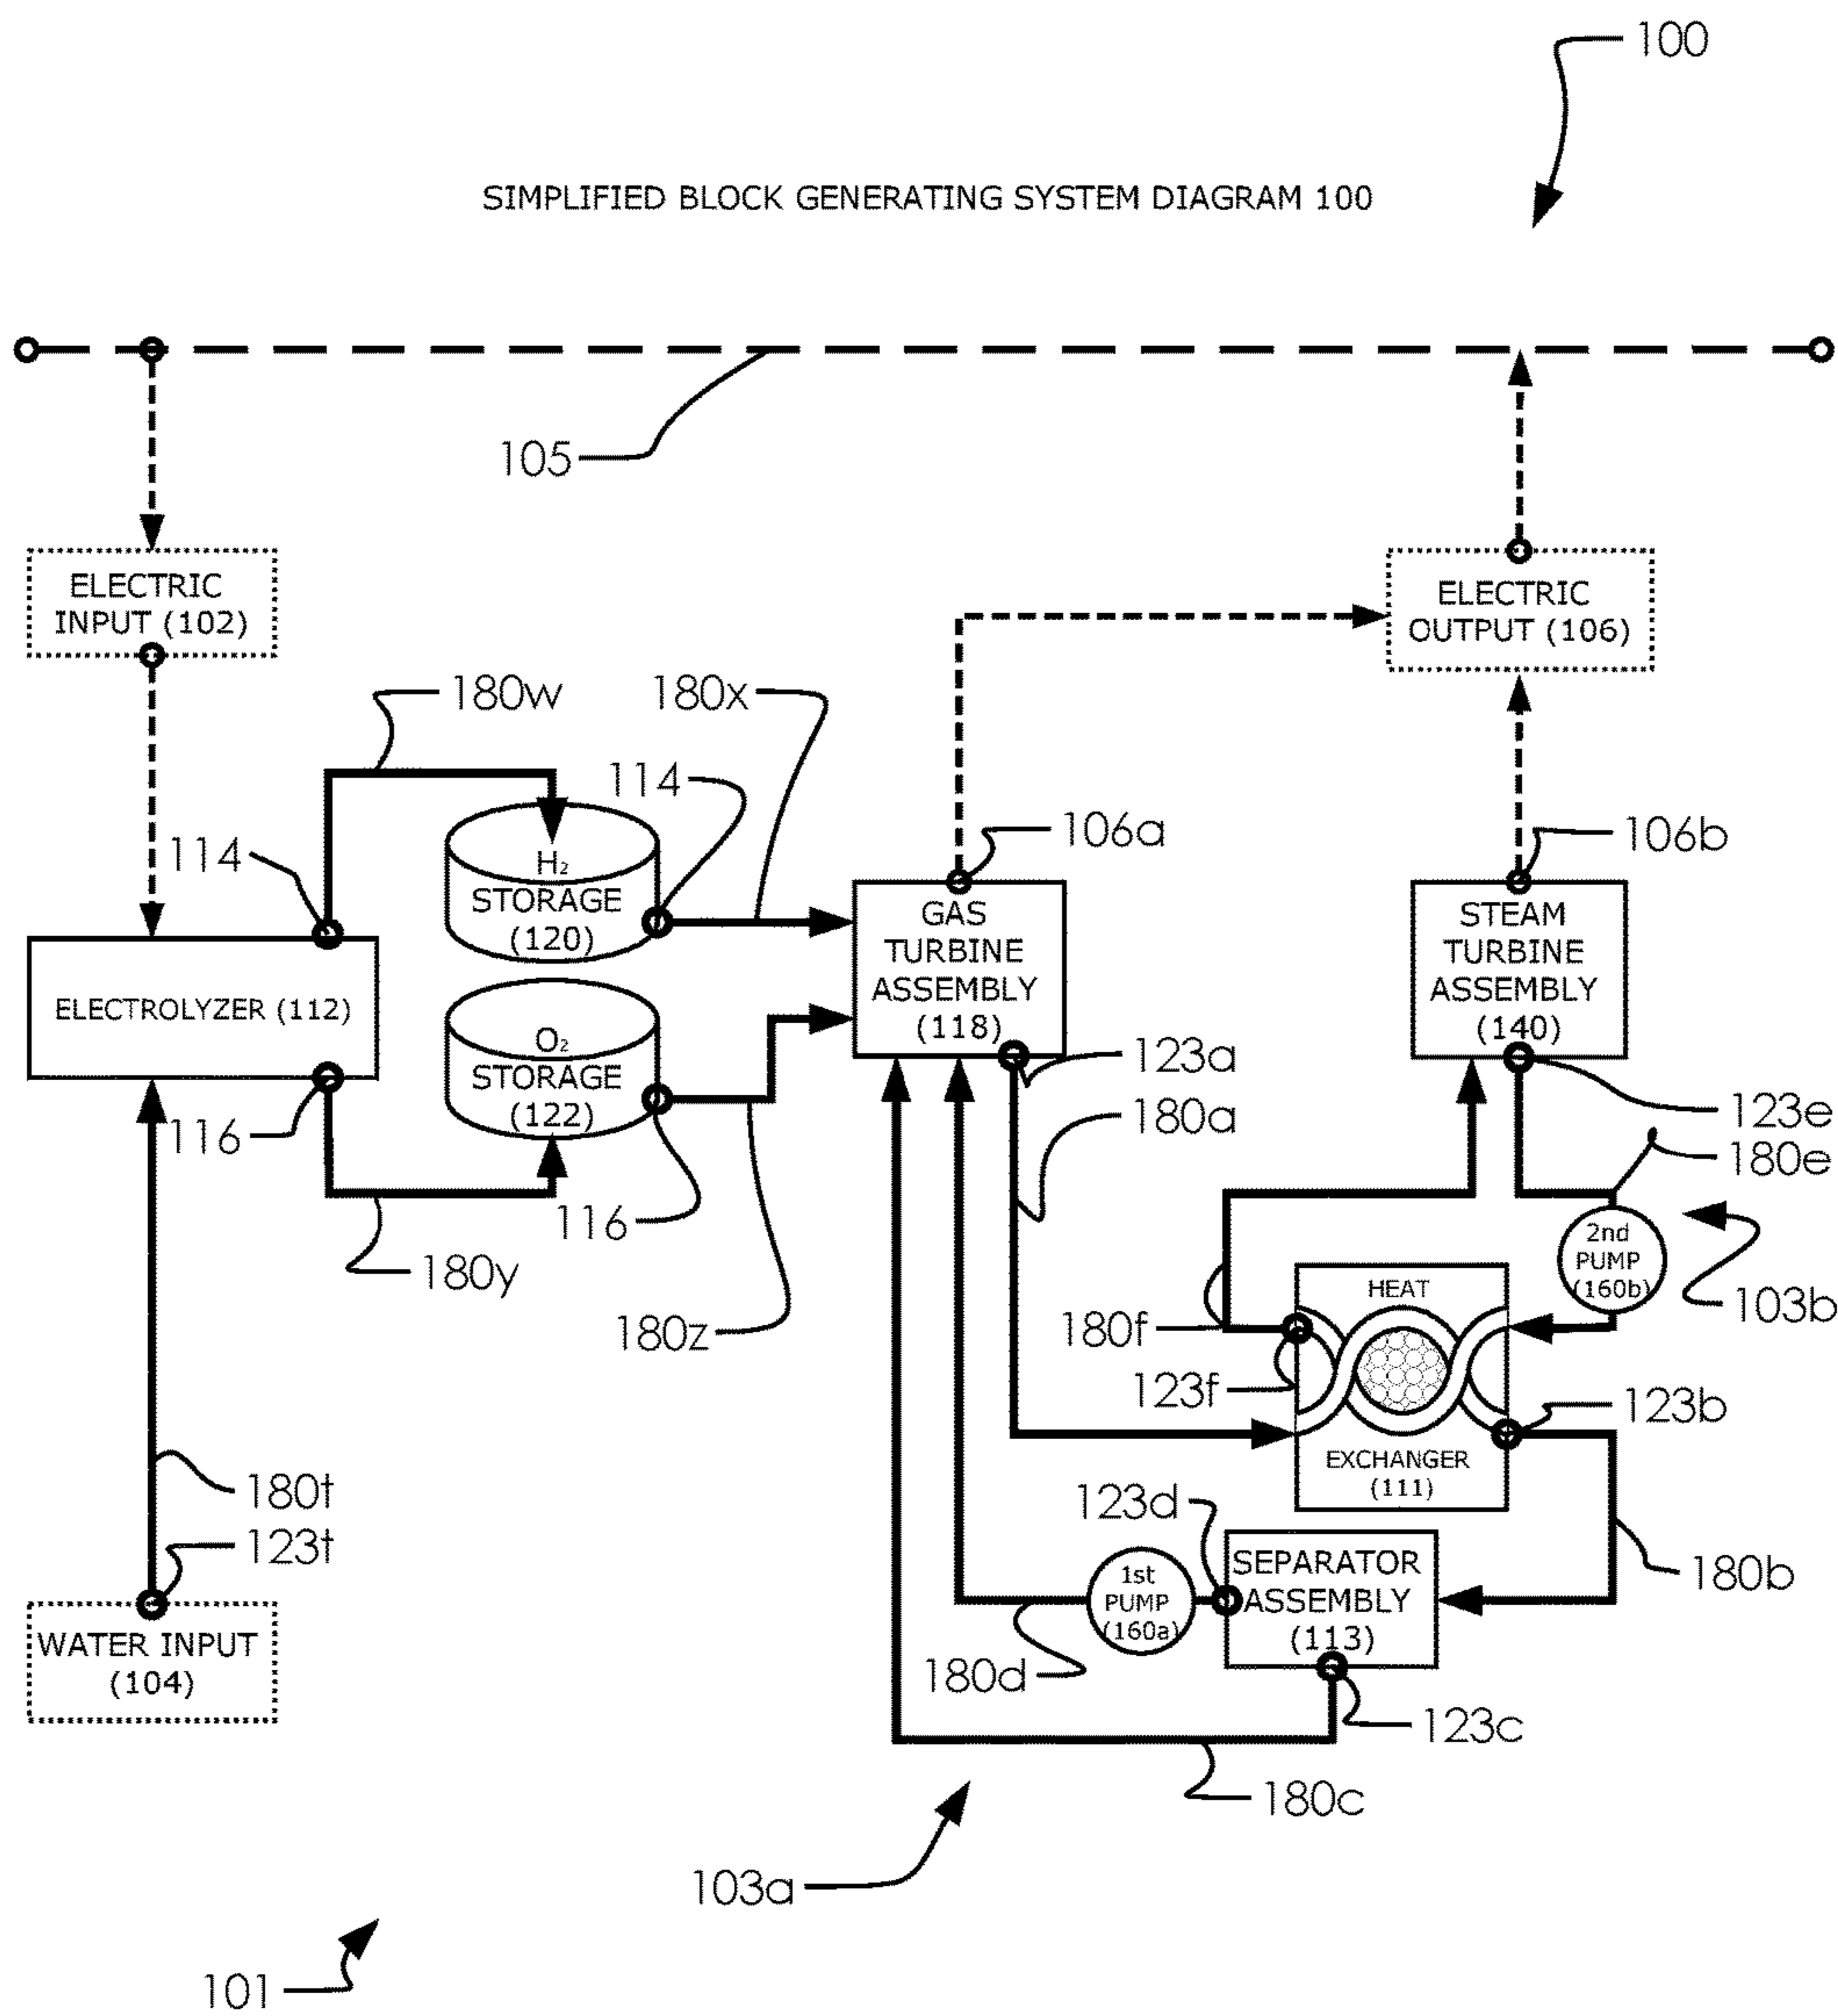 100
SIMPLIFIED BLOCK GENERATING SYSTEM DIAGRAM 100
105
ELECTRIC
INPUT (102)
ELECTRIC
OUTPUT (106)
180w
180x
114
114
106a
106b
H₂
STORAGE
(120)
GAS
TURBINE
ASSEMBLY
(118)
STEAM
TURBINE
ASSEMBLY
(140)
ELECTROLYZER (112)
O₂
STORAGE
(122)
123a
180a
123e
180e
116
116
180y
180z
2nd
PUMP
(160b)
103b
HEAT
EXCHANGER
(111)
180f
123f
123b
180t
123t
123d
180b
WATER INPUT
(104)
1st
PUMP
(160a)
SEPARATOR
ASSEMBLY
(113)
180d
123c
180c
103a
101